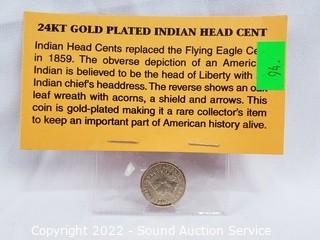 24KT GOLD PLATED INDIAN HEAD CENT
Indian Head Cents replaced the Flying Eagle Ce
in 1859. The obverse depiction of an Americ
Indian is believed to be the head of Liberty with
Indian chief's headdress. The reverse shows an oa
leaf wreath with acorns, a shield and arrows. This
coin is gold-plated making it a rare collector's item
to keep an important part of American history alive.
94.
Copyright 2022 - Sound Auction Service